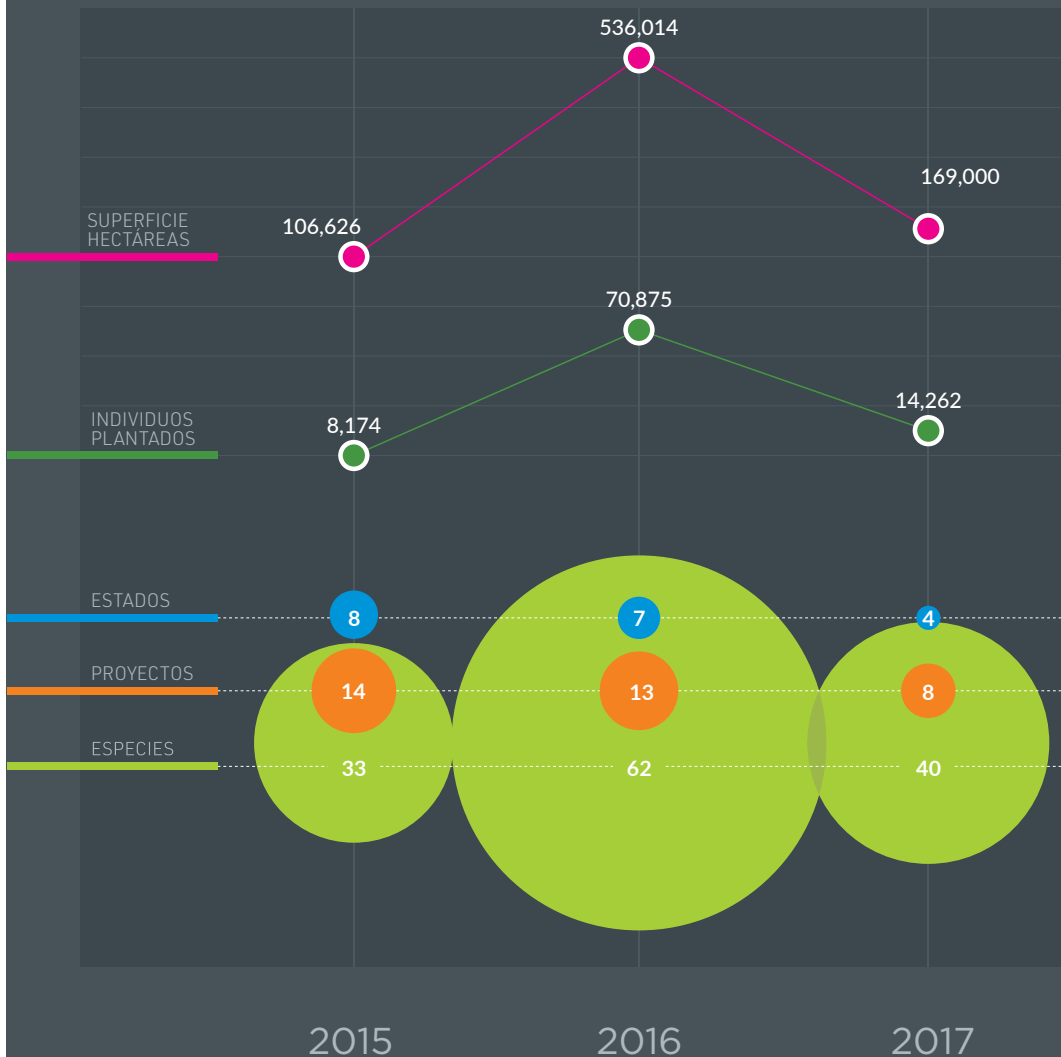 536,014
169,000
SUPERFICIE
HECTÁREAS
106,626
70,875
INDIVIDUOS
PLANTADOS
8,174
14,262
ESTADOS
8
7
4
PROYECTOS
14
13
8
ESPECIES
33
62
40
2015
2016
2017